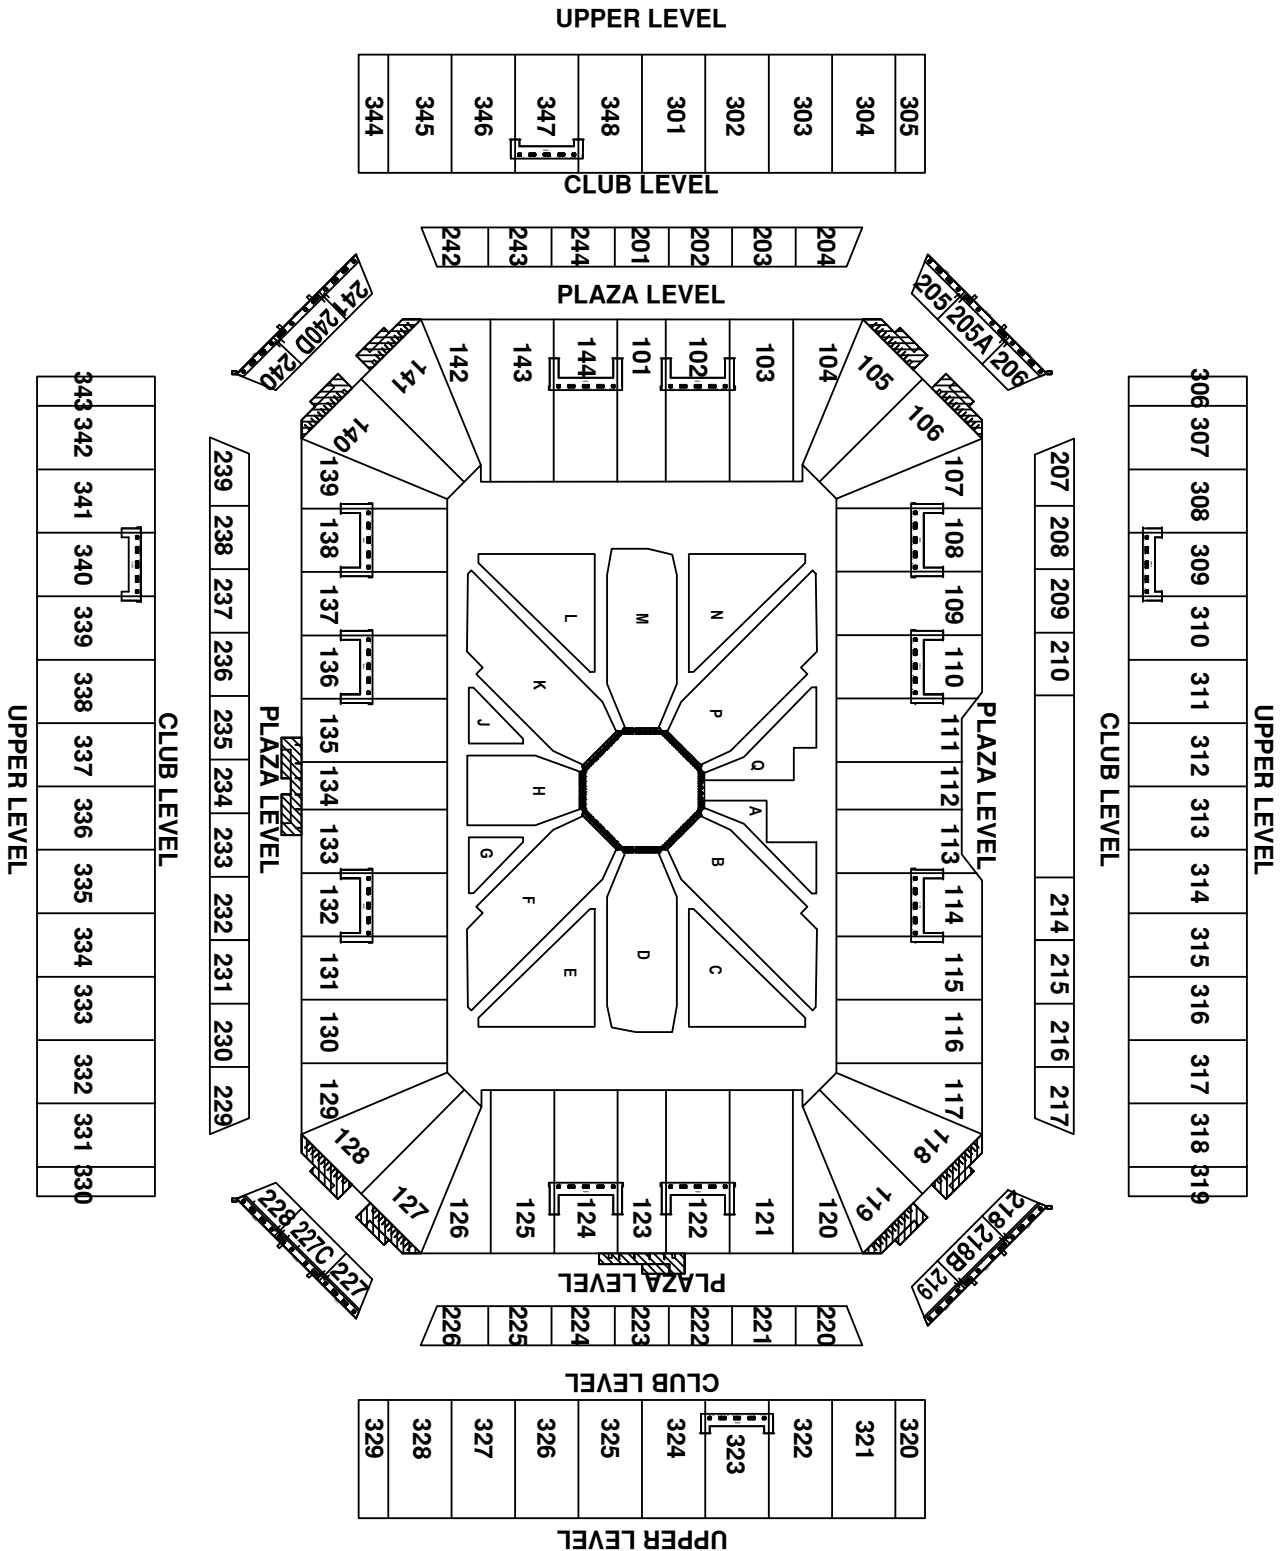 UPPER LEVEL
344 345 346 347 348 301 302 303 304 305
CLUB LEVEL
242 243 244 201 202 203 204
PLAZA LEVEL
241 240D 240
205 205A 206
142 143 144 101 102 103 104
141 140
105 106
343 342 341 340 339 338 337 336 335 334 333 332 331 330
UPPER LEVEL
CLUB LEVEL
239 238 237 236 235 234 233 232 231 230 229
PLAZA LEVEL
139 138 137 136 135 134 133 132 131 130 129
L M N
K P
J Q
H A
G B
F D
E C
107 108 109 110 111 112 113 114 115 116 117
PLAZA LEVEL
207 208 209 210 214 215 216 217
CLUB LEVEL
306 307 308 309 310 311 312 313 314 315 316 317 318 319
UPPER LEVEL
128 127
118 119
126 125 124 123 122 121 120
228 227C 227
218 218B 219
PLAZA LEVEL
226 225 224 223 222 221 220
CLUB LEVEL
329 328 327 326 325 324 323 322 321 320
UPPER LEVEL